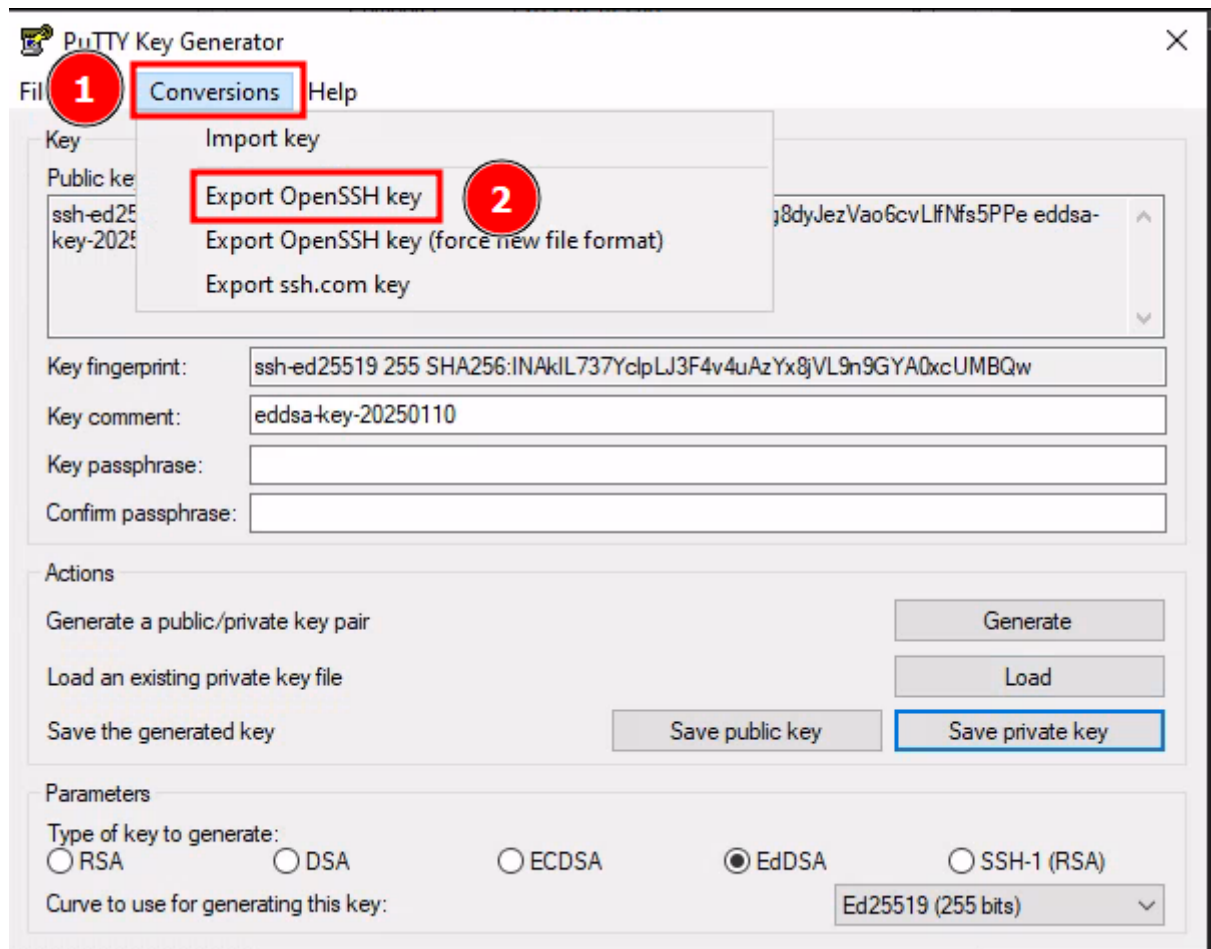 PuTTY Key Generator
Fil
1
Conversions
Help
Key
Import key
Public ke
Export OpenSSH key
2
ssh-ed25
g8dyJezVao6cvLlfNfs5PPe eddsa-
key-2025
Export OpenSSH key (force new file format)
Export ssh.com key
Key fingerprint:
ssh-ed25519 255 SHA256:INAkIL737YclpLJ3F4v4uAzYx8jVL9n9GYA0xcUMBQw
Key comment:
eddsa-key-20250110
Key passphrase:
Confirm passphrase:
Actions
Generate a public/private key pair
Generate
Load an existing private key file
Load
Save the generated key
Save public key
Save private key
Parameters
Type of key to generate:
RSA
DSA
ECDSA
EdDSA
SSH-1 (RSA)
Curve to use for generating this key:
Ed25519 (255 bits)